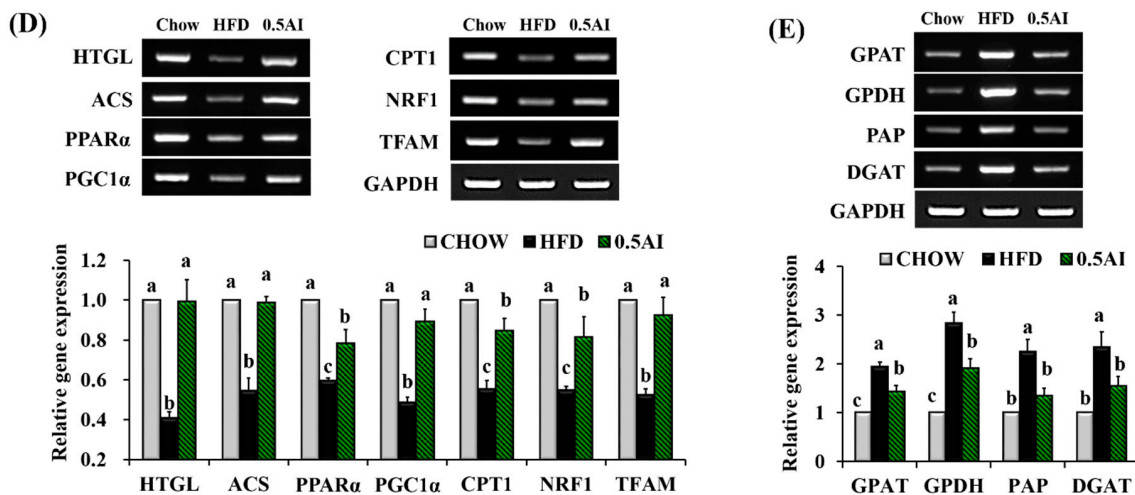 (D)
Chow HFD 0.5AI
HTGL
ACS
PPARα
PGC1α
CPT1
NRF1
TFAM
GAPDH
Chow HFD 0.5AI
CHOW HFD 0.5AI
Relative gene expression
1.2
1.0
0.8
0.6
0.4
0.2
a b a
a b a
a c b
a b a
a c b
a c b
a b a
HTGL ACS PPARα PGC1α CPT1 NRF1 TFAM
(E)
Chow HFD 0.5AI
GPAT
GPDH
PAP
DGAT
GAPDH
CHOW HFD 0.5AI
Relative gene expression
4
3
2
1
0
c a b
c a b
b a b
b a b
GPAT GPDH PAP DGAT